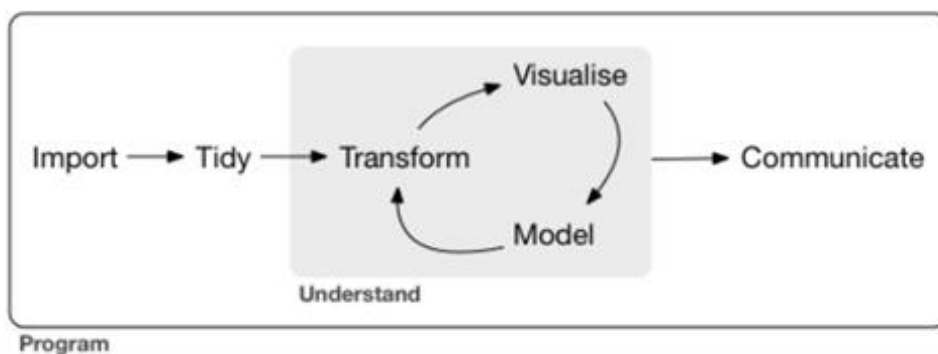 Visualise
Import Tidy Transform Communicate
Model
Understand
Program